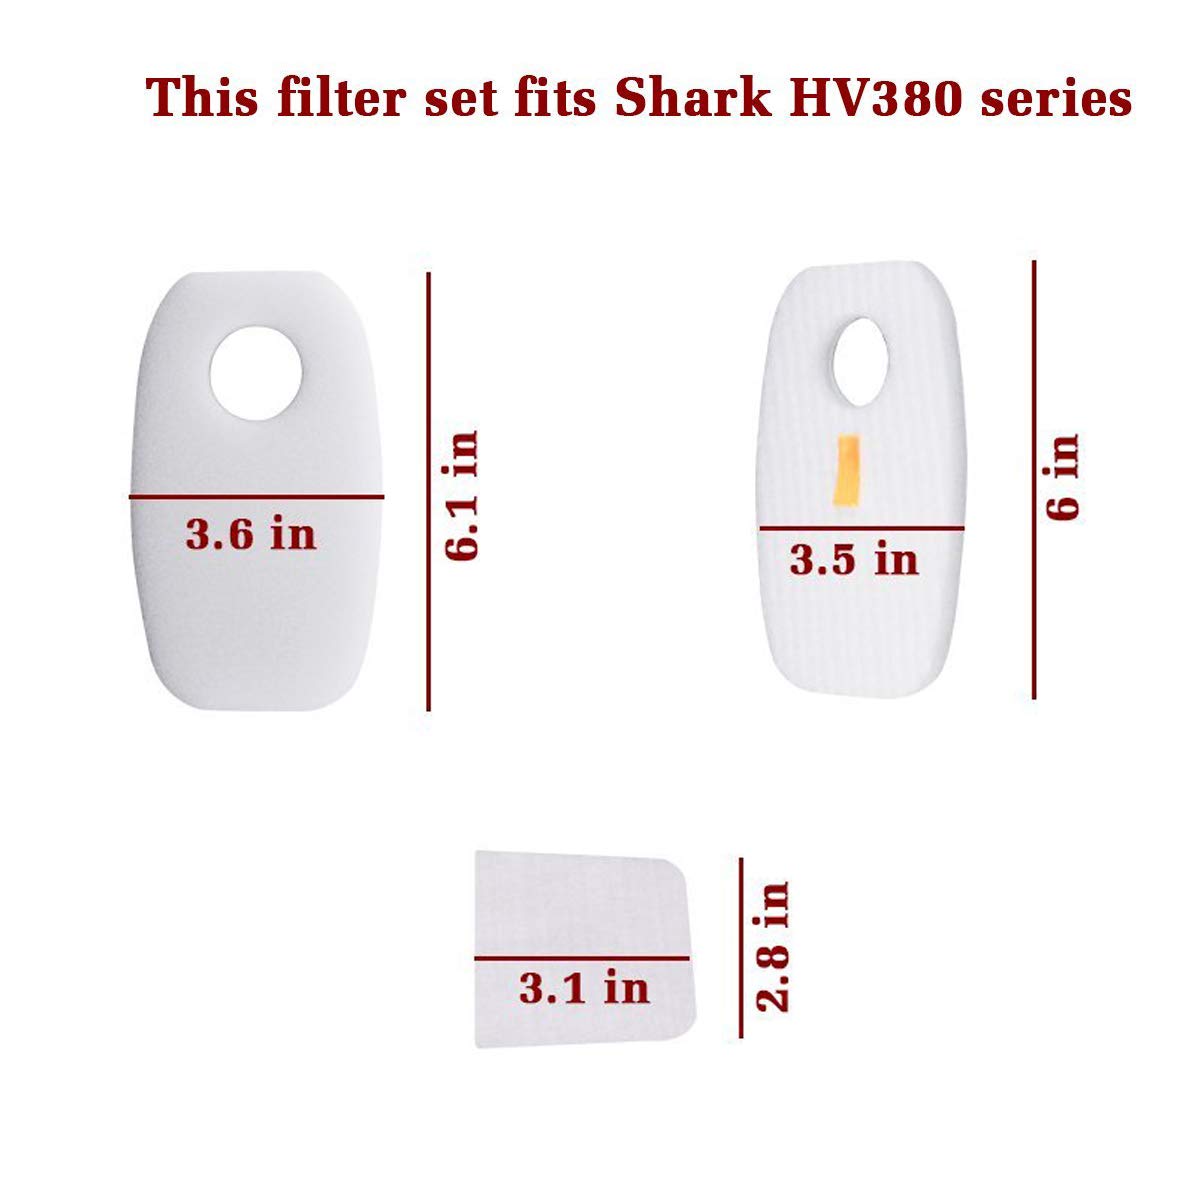 This filter set fits Shark HV380 series
3.6 in
6.1 in
3.5 in
6 in
3.1 in
2.8 in